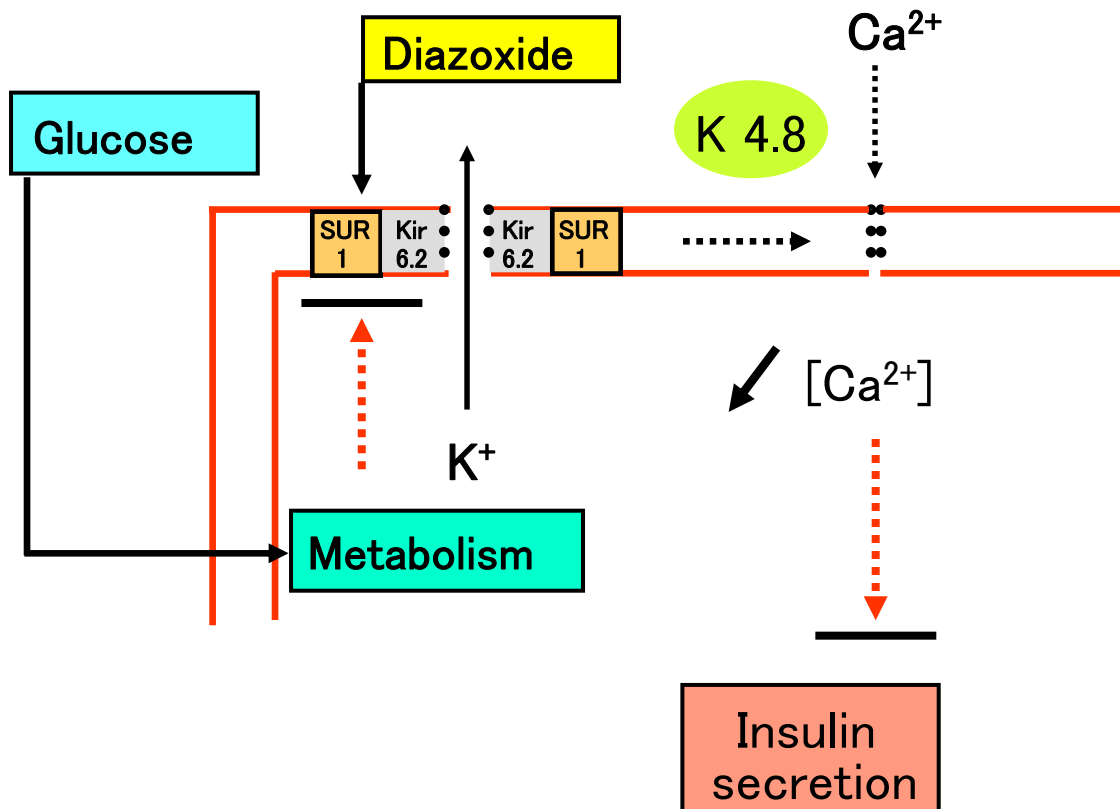 Diazoxide
Ca²⁺
Glucose
K 4.8
SUR
1
Kir
6.2
Kir
6.2
SUR
1
[Ca²⁺]
K⁺
Metabolism
Insulin
secretion